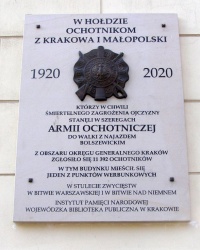 W HOŁDZIE
OCHOTNIKOM
Z KRAKOWA I MAŁOPOLSKI
1920 2020
KTÓRZY W CHWILI
ŚMIERTELNEGO ZAGROŻENIA OJCZYZNY
STANĘLI W SZEREGACH
ARMII OCHOTNICZEJ
DO WALKI Z NAJAZDEM
BOLSZEWICKIM
Z OBSZARU OKRĘGU GENERALNEGO KRAKÓW
ZGŁOSIŁO SIĘ 31 392 OCHOTNIKÓW
W TYM BUDYNKU MIEŚCIŁ SIĘ
JEDEN Z PUNKTÓW WERBUNKOWYCH
W STULECIE ZWYCIĘSTW
W BITWIE WARSZAWSKIEJ I W BITWIE NAD NIEMNEM
INSTYTUT PAMIĘCI NARODOWEJ
WOJEWÓDZKA BIBLIOTEKA PUBLICZNA W KRAKOWIE